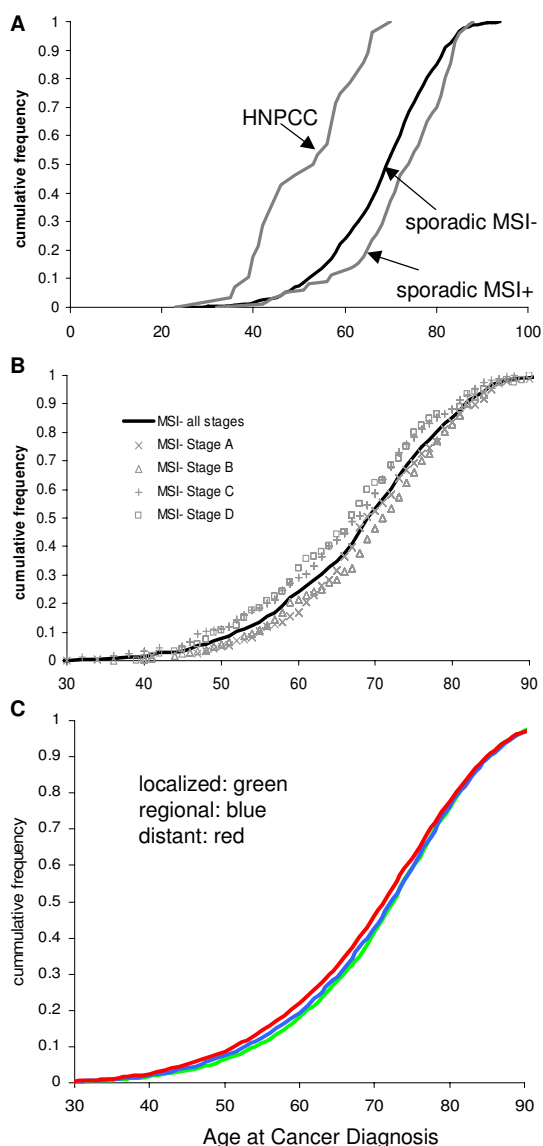 A
cumulative frequency
1
0.9
0.8
0.7
0.6
0.5
0.4
0.3
0.2
0.1
0
HNPCC
sporadic MSI-
sporadic MSI+
0 20 40 60 80 100
B
cumulative frequency
1
0.9
0.8
0.7
0.6
0.5
0.4
0.3
0.2
0.1
0
MSI- all stages
MSI- Stage A
MSI- Stage B
MSI- Stage C
MSI- Stage D
30 40 50 60 70 80 90
C
cummulative frequency
1
0.9
0.8
0.7
0.6
0.5
0.4
0.3
0.2
0.1
0
localized: green
regional: blue
distant: red
30 40 50 60 70 80 90
Age at Cancer Diagnosis